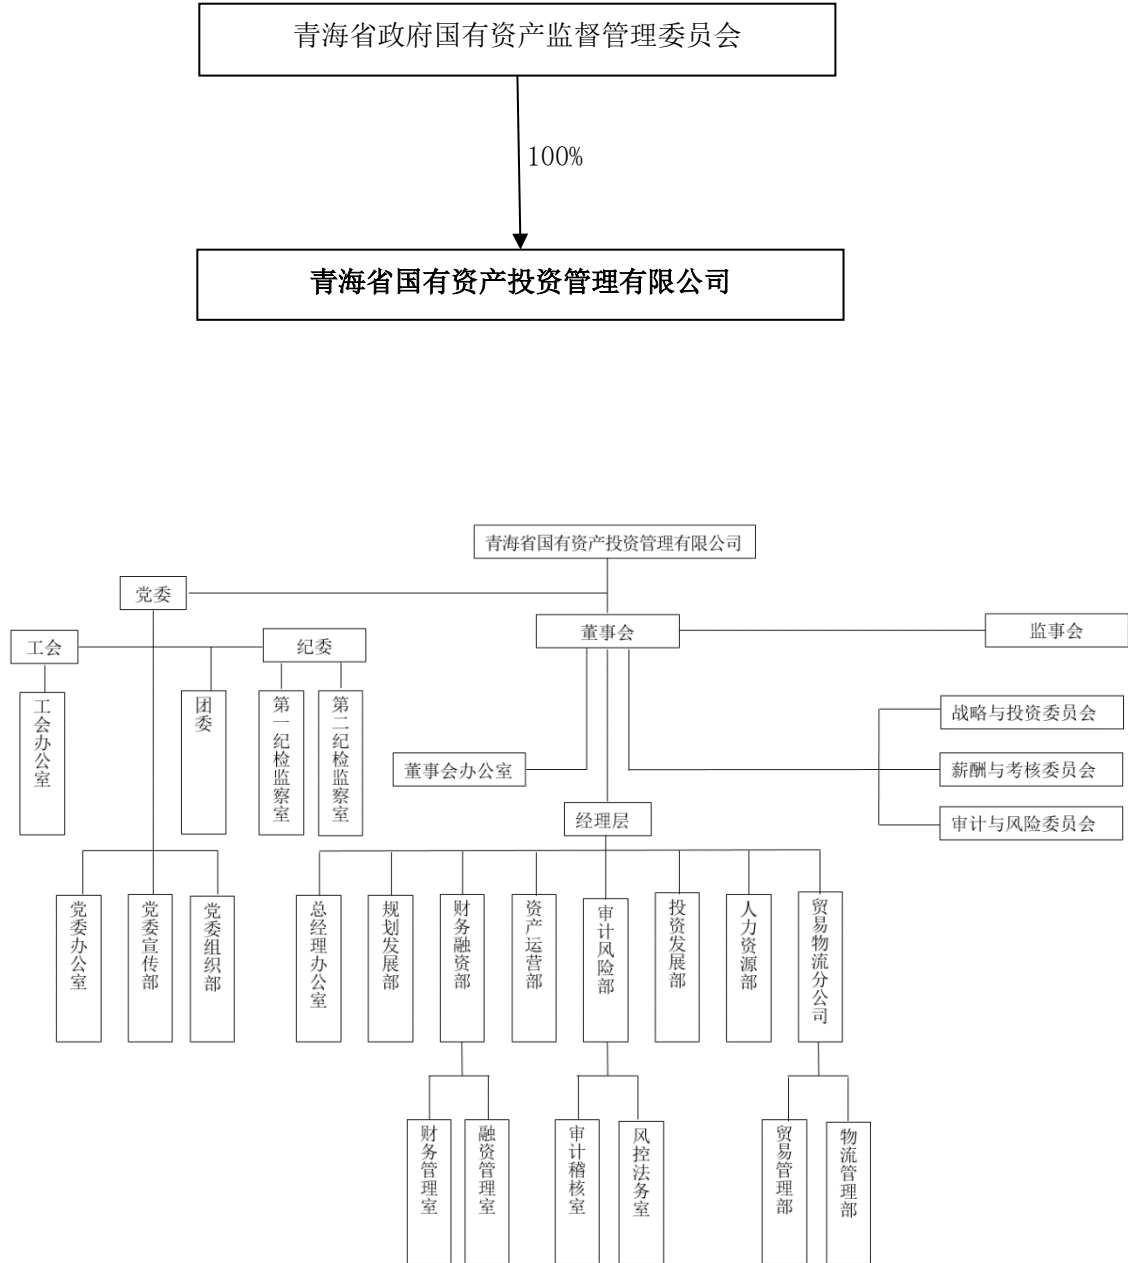 青海省政府国有资产监督管理委员会
100%
青海省国有资产投资管理有限公司
青海省国有资产投资管理有限公司
党委
董事会
监事会
工会
纪委
工会办公室
团委
第一纪检监察室
第二纪检监察室
战略与投资委员会
董事会办公室
薪酬与考核委员会
经理层
审计与风险委员会
党委办公室
党委宣传部
党委组织部
总经理办公室
规划发展部
财务融资部
资产运营部
审计风险部
投资发展部
人力资源部
贸易物流分公司
财务管理室
融资管理室
审计稽核室
风控法务室
贸易管理部
物流管理部